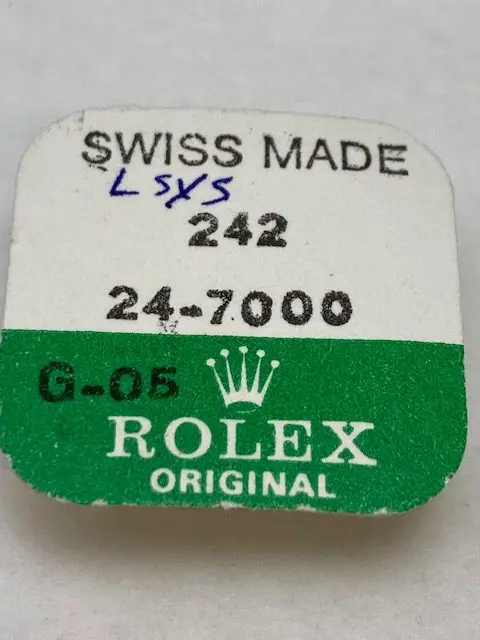 SWISS MADE
LSXS
242
24-7000
G-05
ROLEX
ORIGINAL